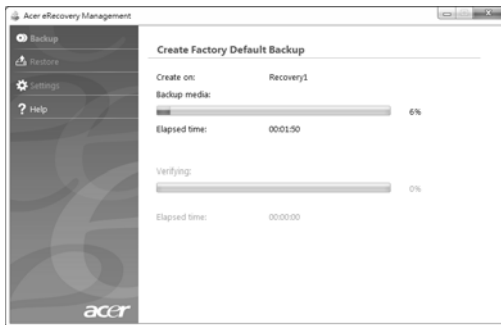 Acer eRecovery Management
Backup
Restore
Settings
? Help
Create Factory Default Backup
Create on: Recovery1
Backup media:
6%
Elapsed time: 00:01:50
Verifying:
0%
Elapsed time: 00:00:00
acer